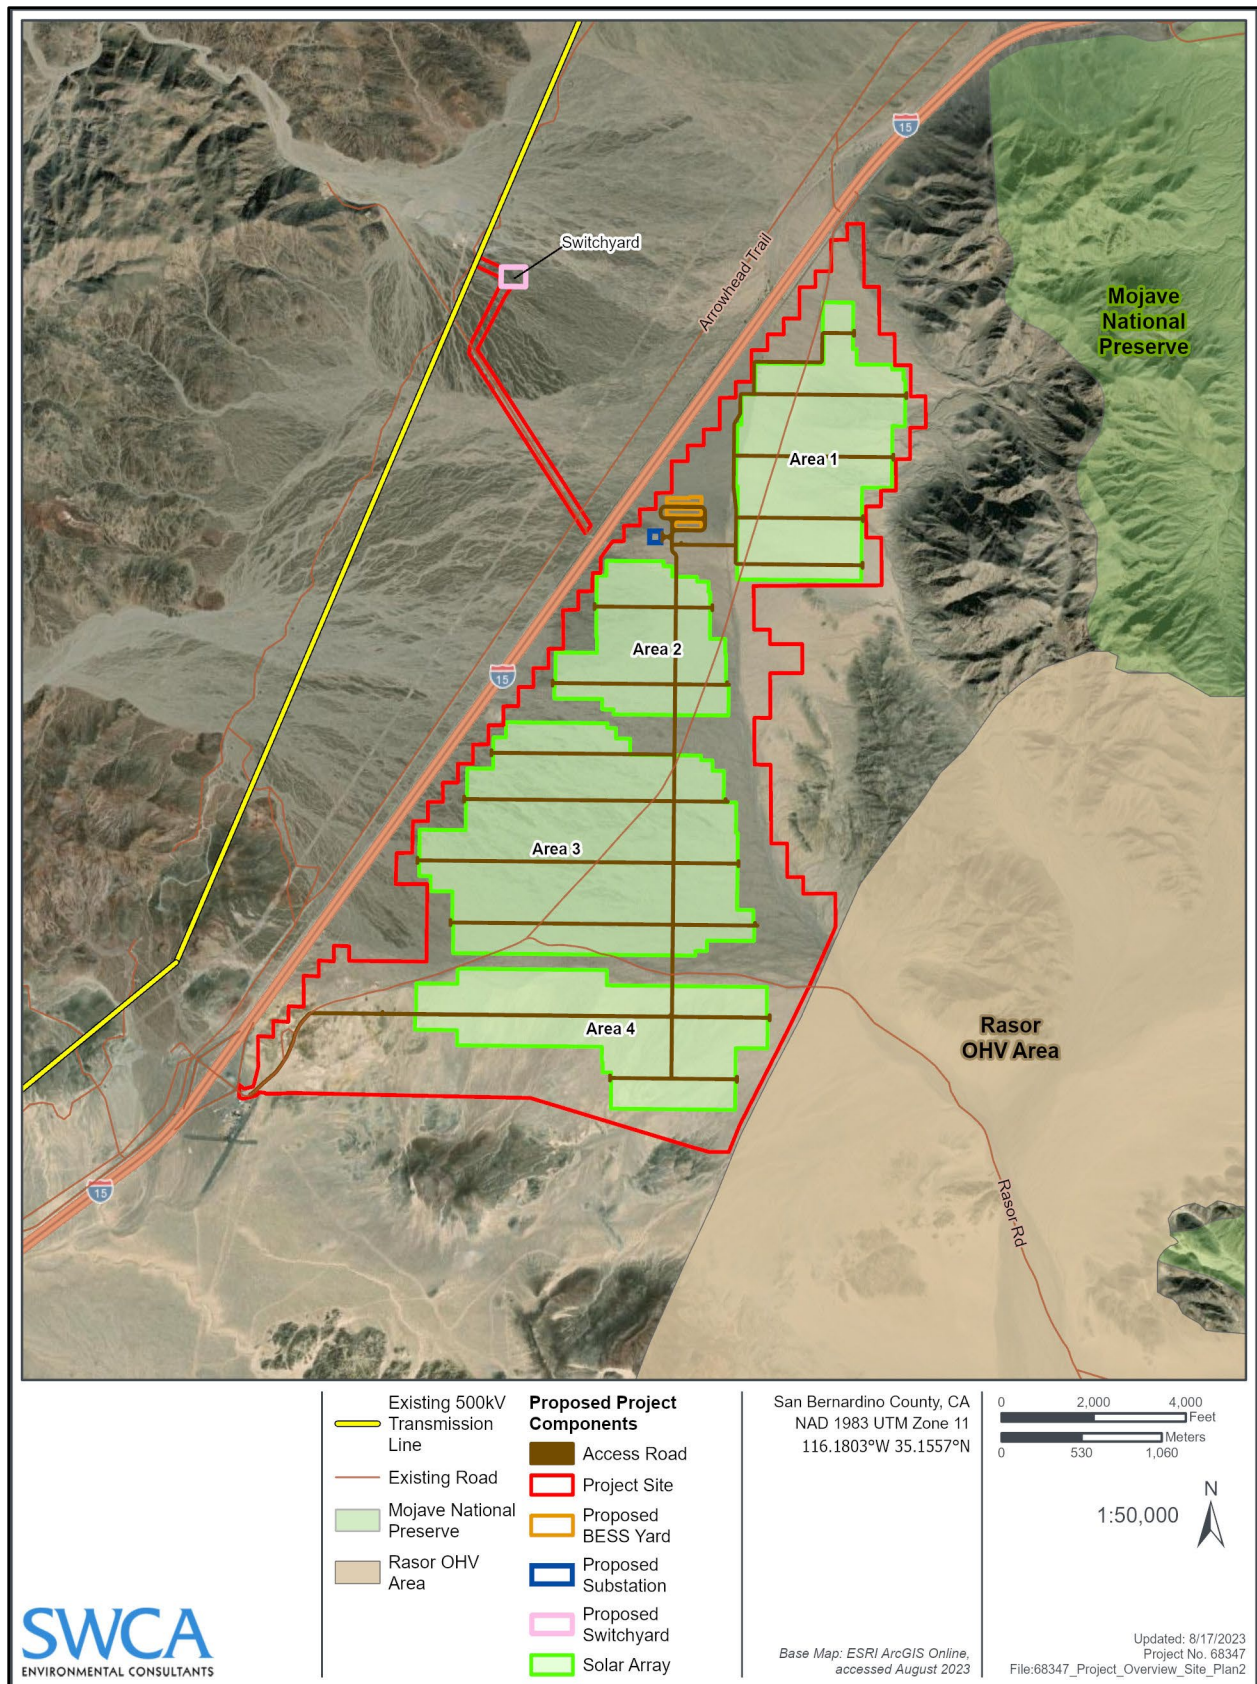 15
Switchyard
Arrowhead Trail
Mojave
National
Preserve
Area 1
Area 2
15
Area 3
Area 4
Rasor
OHV Area
15
Rasor Rd
Existing 500kV
Transmission
Line
Existing Road
Mojave National
Preserve
Rasor OHV
Area
Proposed Project
Components
Access Road
Project Site
Proposed
BESS Yard
Proposed
Substation
Proposed
Switchyard
Solar Array
San Bernardino County, CA
NAD 1983 UTM Zone 11
116.1803°W 35.1557°N
Base Map: ESRI ArcGIS Online,
accessed August 2023
0 2,000 4,000
Feet
Meters
0 530 1,060
N
1:50,000
Updated: 8/17/2023
Project No. 68347
File:68347_Project_Overview_Site_Plan2
SWCA
ENVIRONMENTAL CONSULTANTS